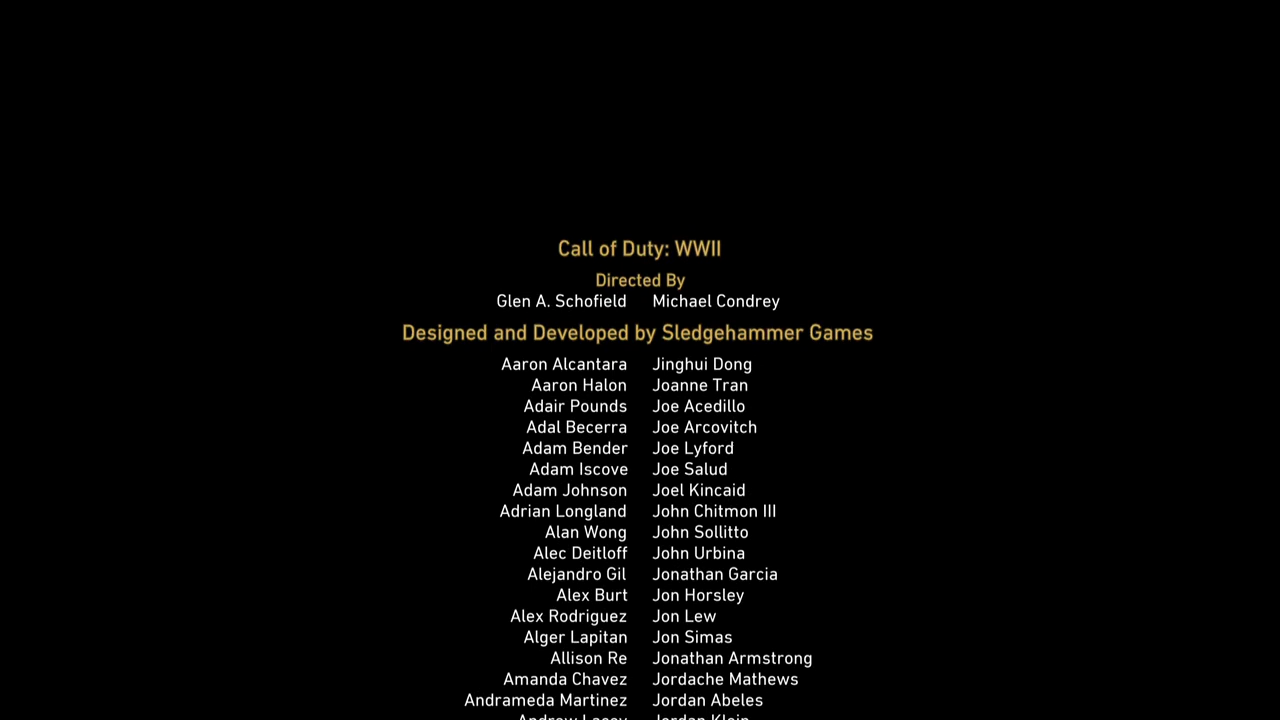 Call of Duty: WWII
Directed By
Glen A. Schofield Michael Condrey
Designed and Developed by Sledgehammer Games
Aaron Alcantara Jinghui Dong
Aaron Halon Joanne Tran
Adair Pounds Joe Acedillo
Adal Becerra Joe Arcovitch
Adam Bender Joe Lyford
Adam Iscove Joe Salud
Adam Johnson Joel Kincaid
Adrian Longland John Chitmon III
Alan Wong John Sollitto
Alec Deitloff John Urbina
Alejandro Gil Jonathan Garcia
Alex Burt Jon Horsley
Alex Rodriguez Jon Lew
Alger Lapitan Jon Simas
Allison Re Jonathan Armstrong
Amanda Chavez Jordache Mathews
Andrameda Martinez Jordan Abeles
Andrew Lacey Jordan Klein